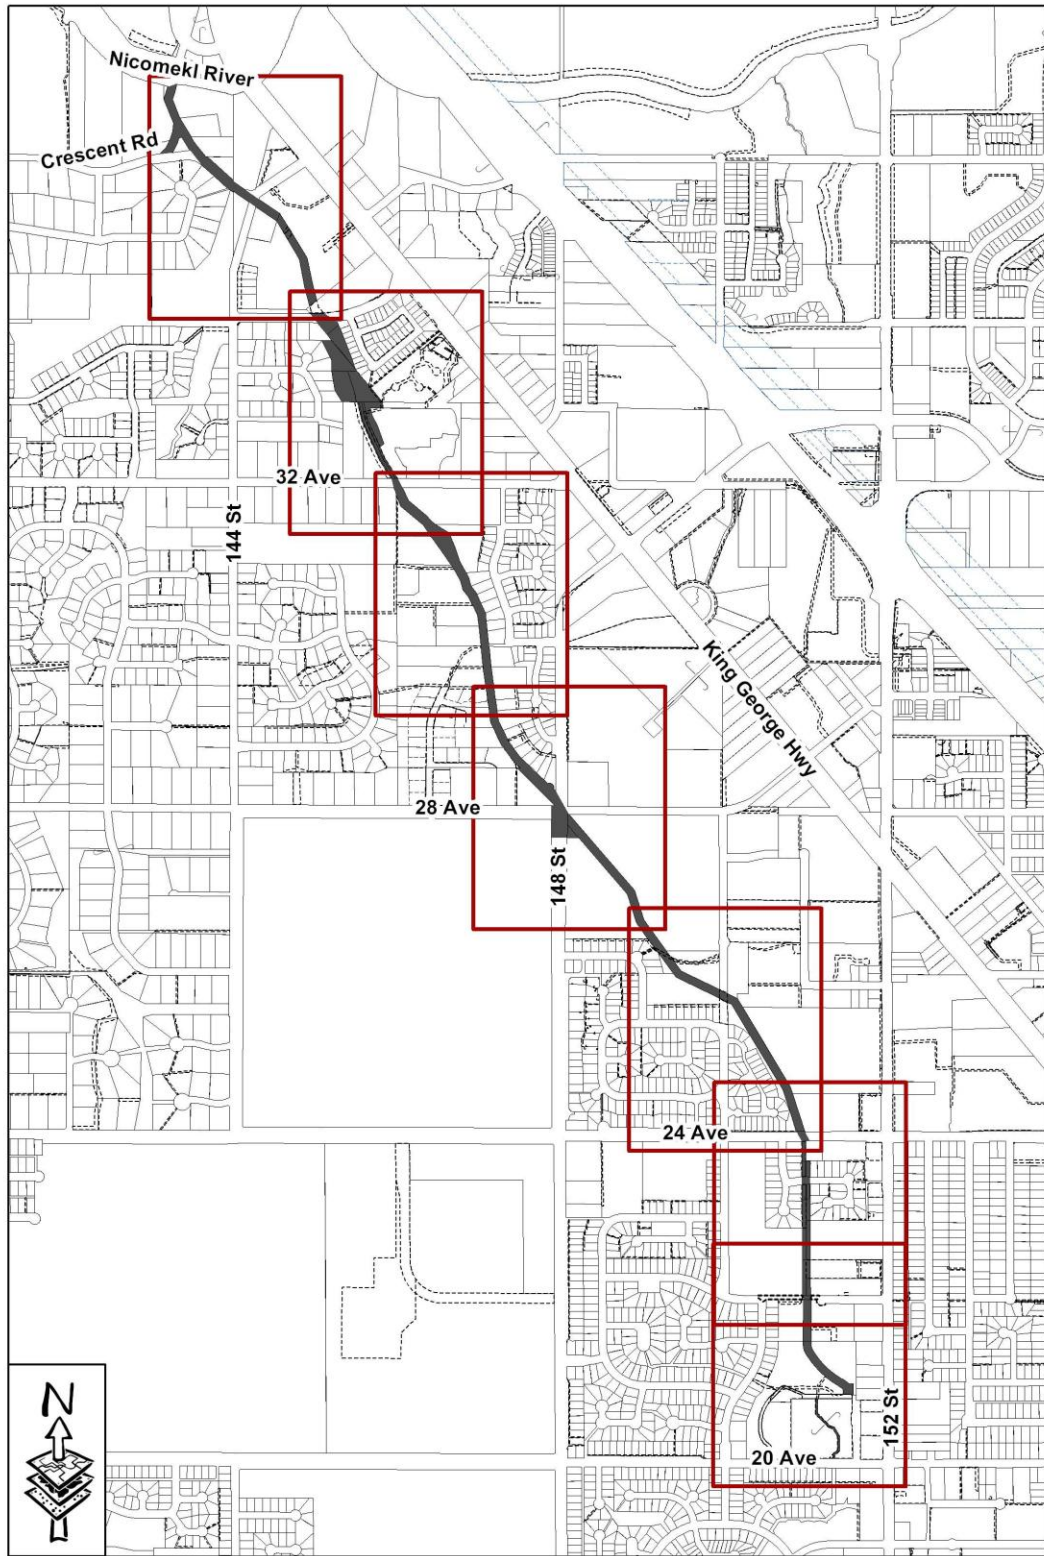 Nicomekl River
Crescent Rd
32 Ave
144 St
King George Hwy
28 Ave
148 St
24 Ave
152 St
20 Ave
N